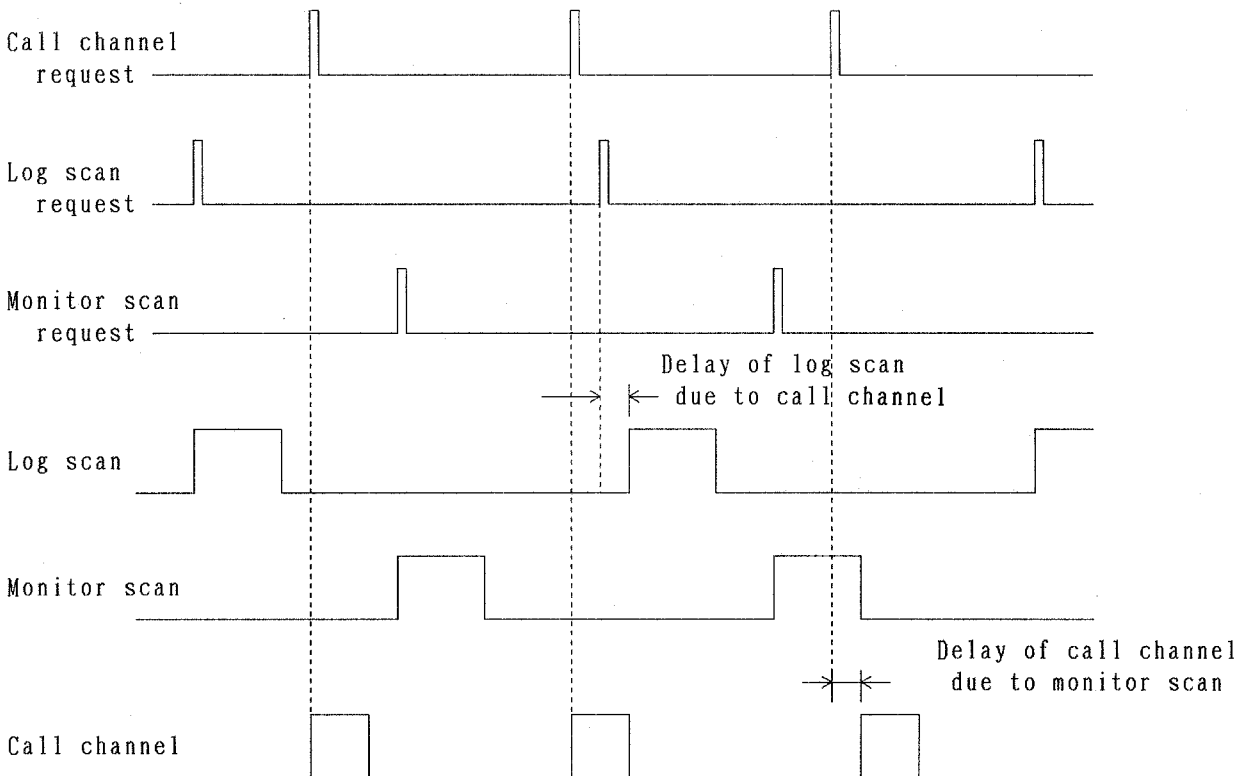 Call channel
request
Log scan
request
Monitor scan
request
Delay of log scan
due to call channel
Log scan
Monitor scan
Delay of call channel
due to monitor scan
Call channel